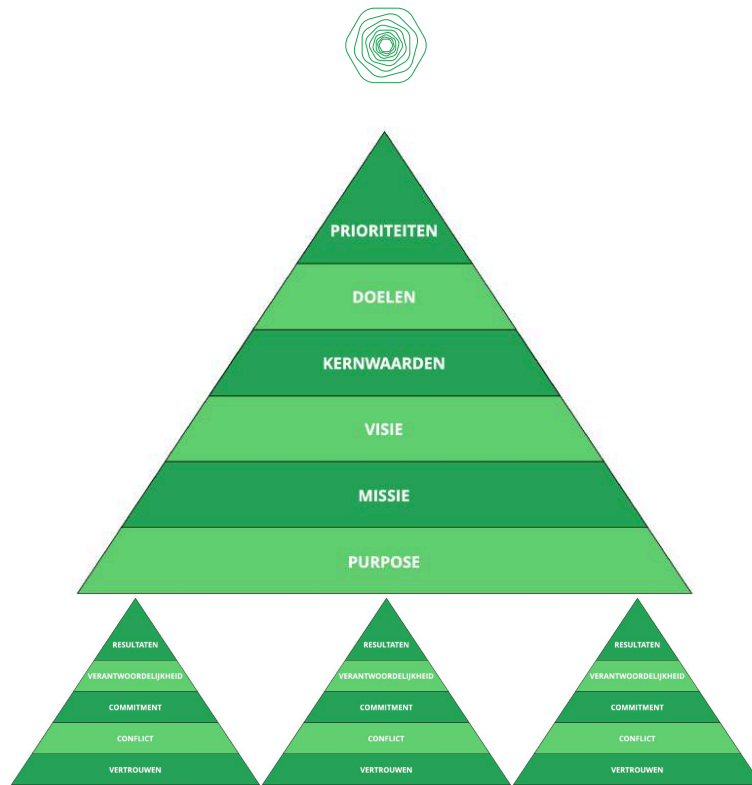 PRIORITEITEN
DOELEN
KERNWAARDEN
VISIE
MISSIE
PURPOSE
RESULTATEN
VERANTWOORDELIJKHEID
COMMITMENT
CONFLICT
VERTROUWEN
RESULTATEN
VERANTWOORDELIJKHEID
COMMITMENT
CONFLICT
VERTROUWEN
RESULTATEN
VERANTWOORDELIJKHEID
COMMITMENT
CONFLICT
VERTROUWEN